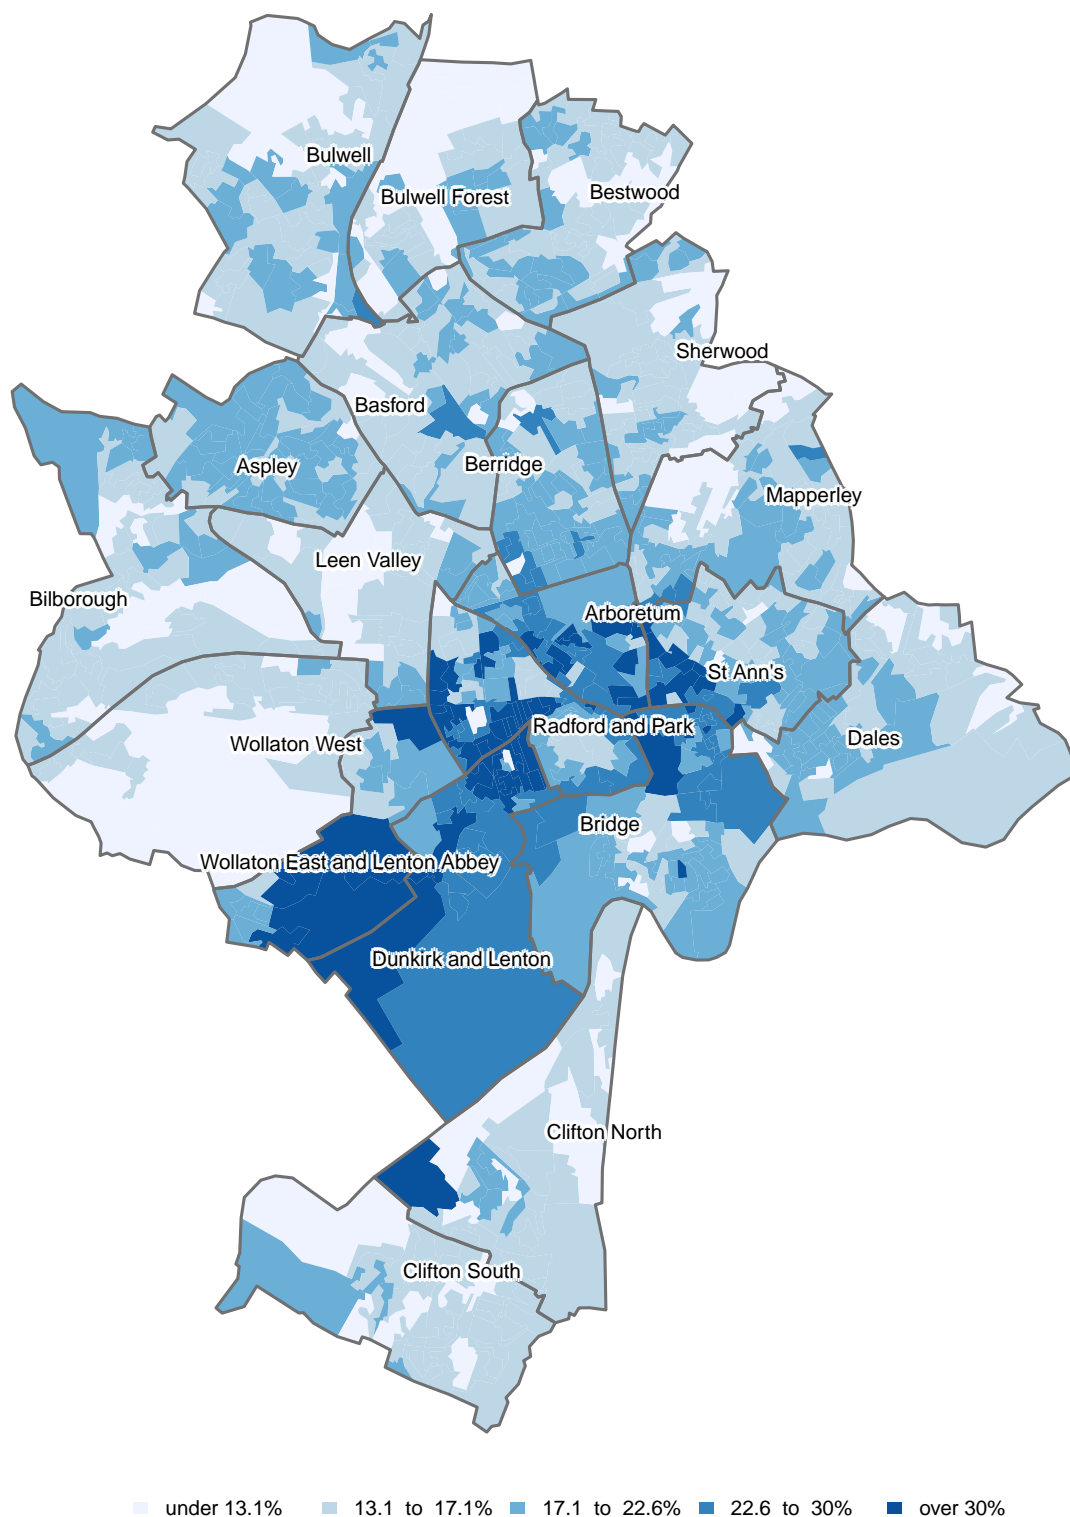 Bulwell
Bulwell Forest
Bestwood
Sherwood
Basford
Aspley
Berridge
Mapperley
Leen Valley
Bilborough
Arboretum
St Ann's
Radford and Park
Wollaton West
Dales
Bridge
Wollaton East and Lenton Abbey
Dunkirk and Lenton
Clifton North
Clifton South
under 13.1% 13.1 to 17.1% 17.1 to 22.6% 22.6 to 30% over 30%